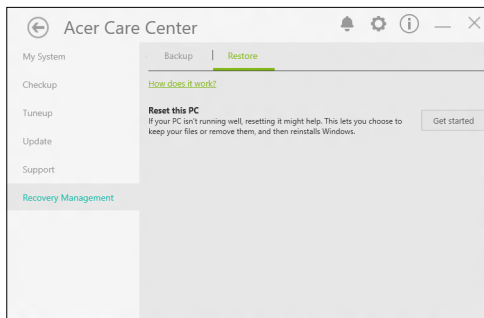 Acer Care Center
My System
Checkup
Tuneup
Update
Support
Recovery Management
Backup | Restore
How does it work?
Reset this PC
If your PC isn't running well, resetting it might help. This lets you choose to
keep your files or remove them, and then reinstalls Windows.
Get started